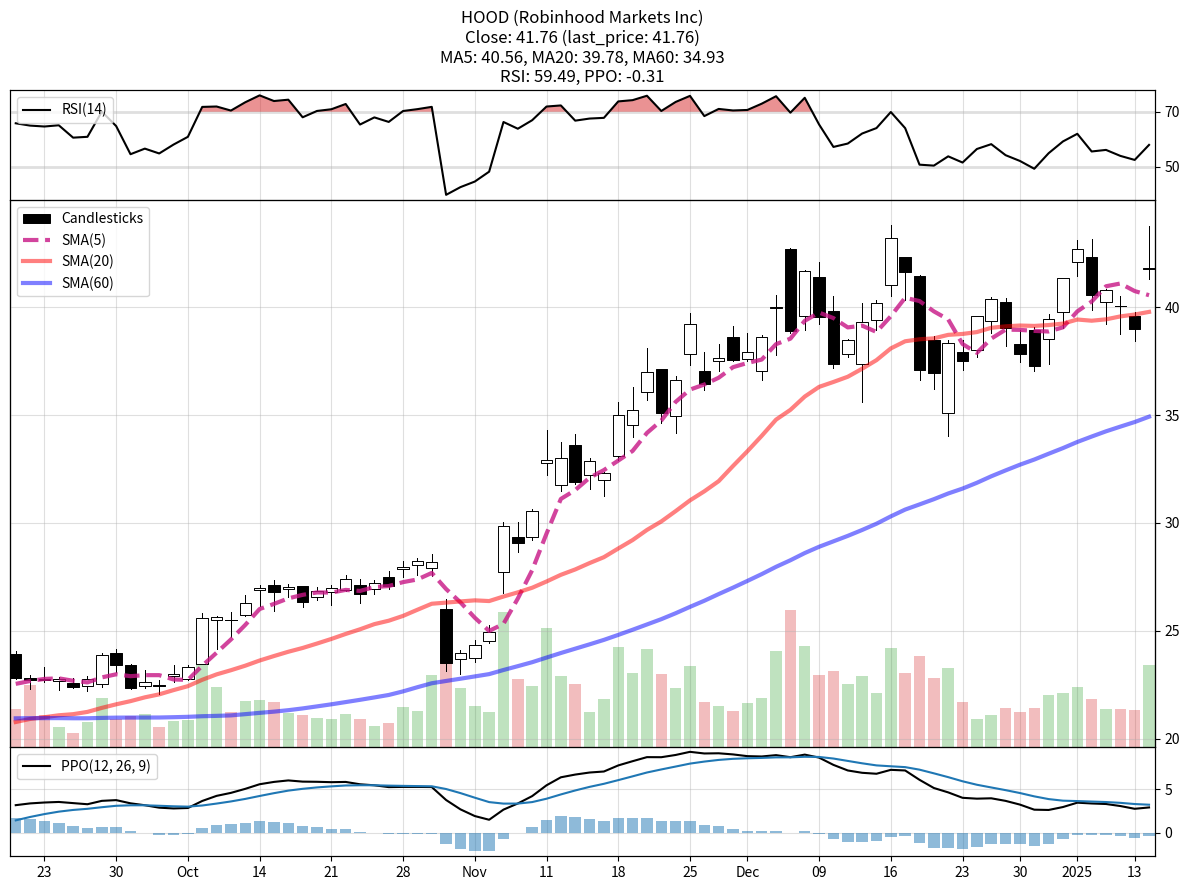 HOOD (Robinhood Markets Inc)
Close: 41.76 (last_price: 41.76)
MA5: 40.56, MA20: 39.78, MA60: 34.93
RSI: 59.49, PPO: -0.31
RSI(14)
70
50
Candlesticks
SMA(5)
SMA(20)
SMA(60)
40
35
30
25
20
PPO(12, 26, 9)
5
0
23 30 Oct 14 21 28 Nov 11 18 25 Dec 09 16 23 30 2025 13